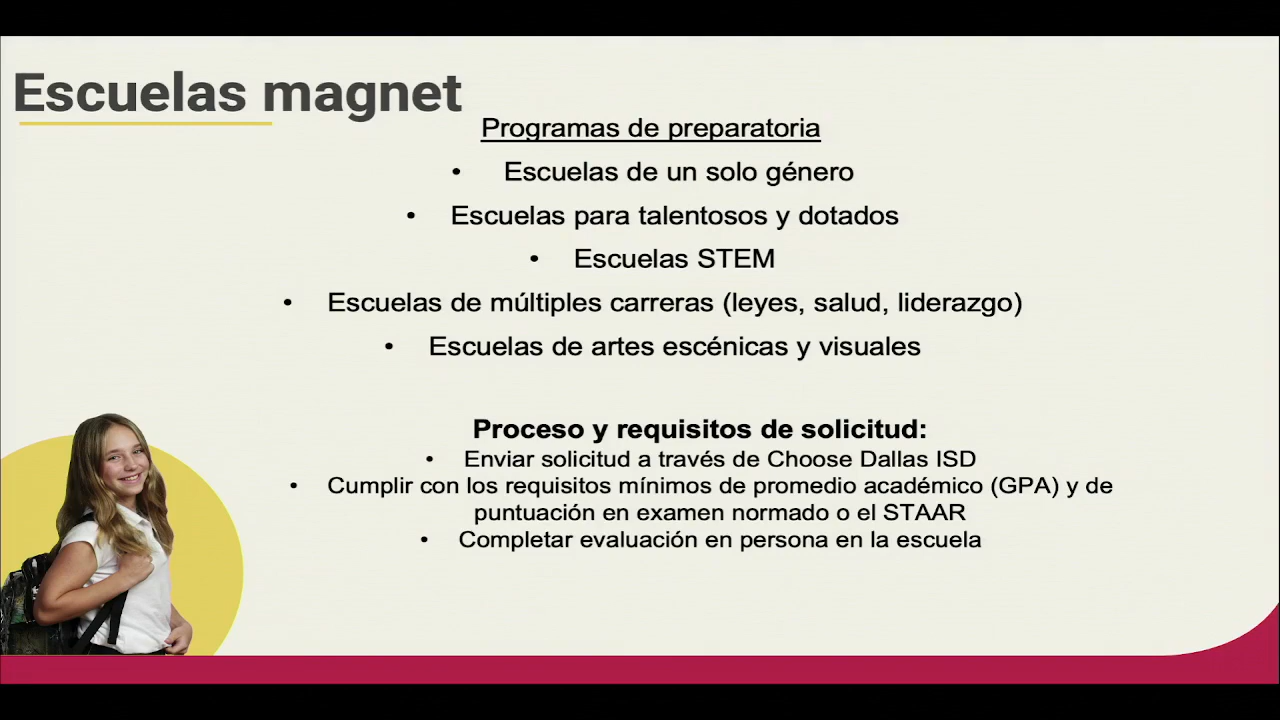 Escuelas magnet
Programas de preparatoria
• Escuelas de un solo género
• Escuelas para talentosos y dotados
• Escuelas STEM
• Escuelas de múltiples carreras (leyes, salud, liderazgo)
• Escuelas de artes escénicas y visuales
Proceso y requisitos de solicitud:
• Enviar solicitud a través de Choose Dallas ISD
• Cumplir con los requisitos mínimos de promedio académico (GPA) y de
puntuación en examen normado o el STAAR
• Completar evaluación en persona en la escuela